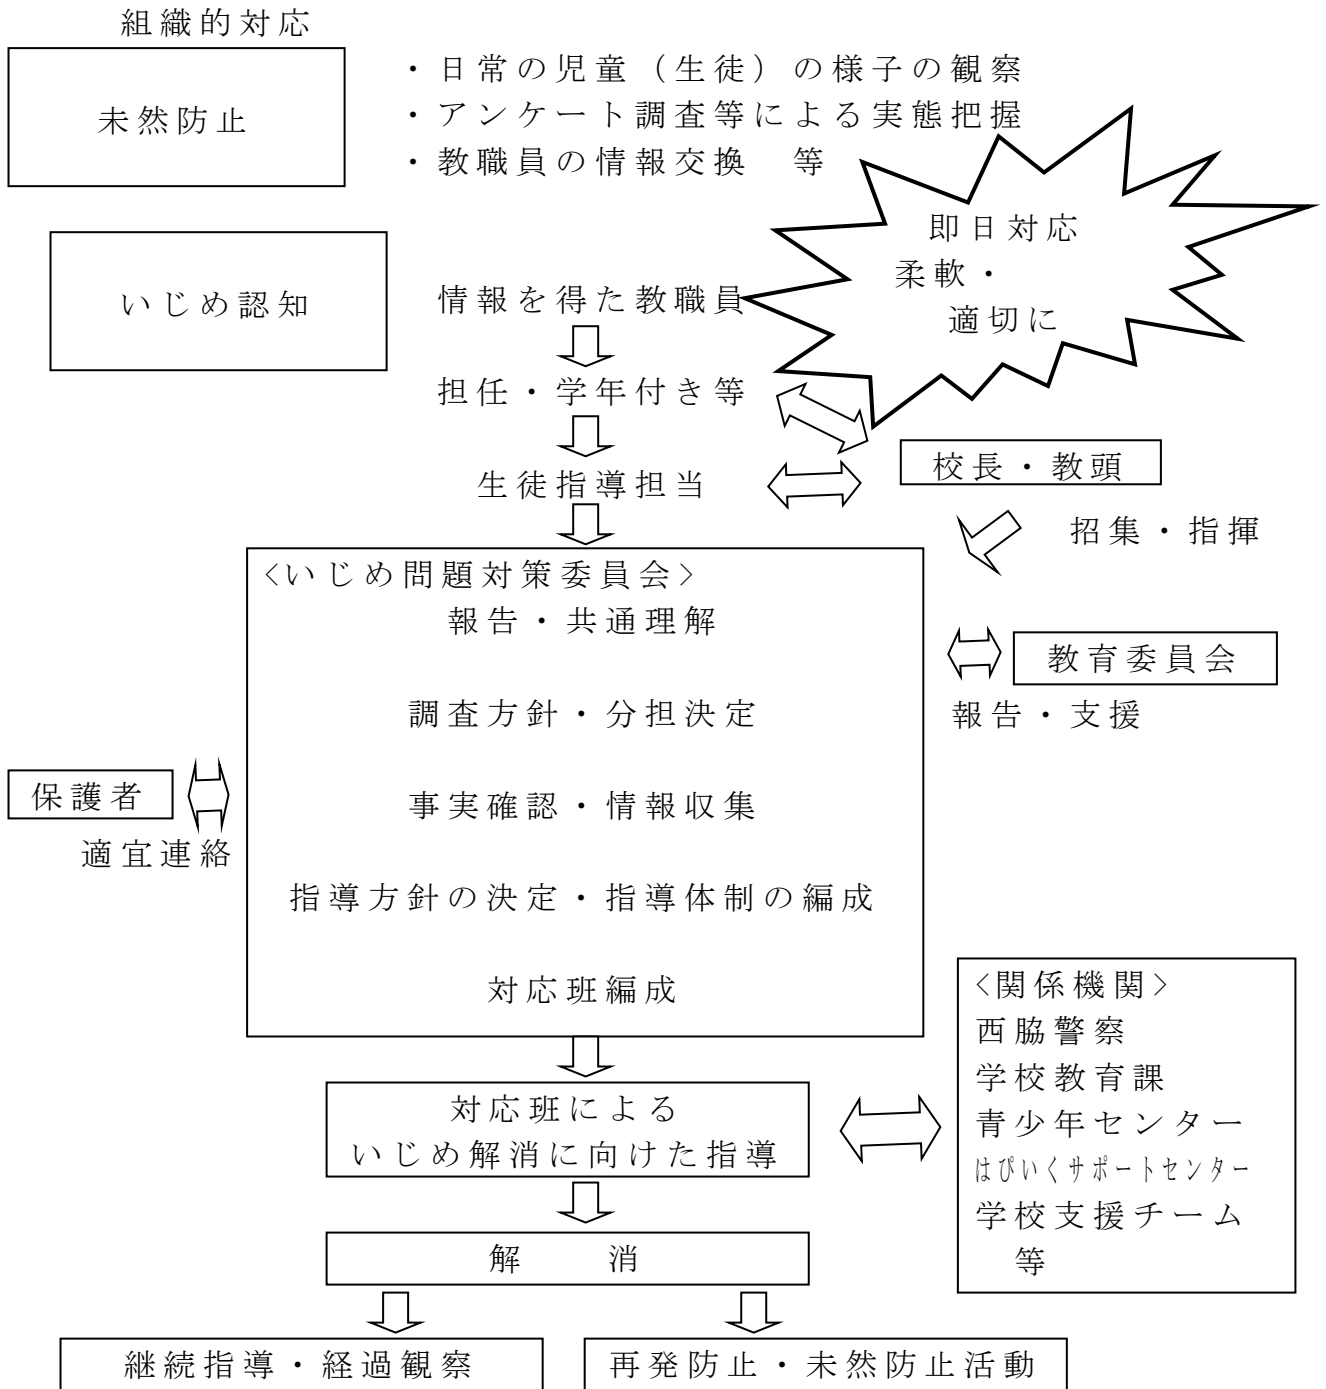 組織的対応
未然防止
・日常の児童（生徒）の様子の観察
・アンケート調査等による実態把握
・教職員の情報交換　等
即日対応
柔軟・
適切に
いじめ認知
情報を得た教職員
担任・学年付き等
生徒指導担当
校長・教頭
招集・指揮
<いじめ問題対策委員会>
報告・共通理解
調査方針・分担決定
事実確認・情報収集
指導方針の決定・指導体制の編成
対応班編成
教育委員会
報告・支援
保護者
適宜連絡
<関係機関>
西脇警察
学校教育課
青少年センター
はぴいくサポートセンター
学校支援チーム
等
対応班による
いじめ解消に向けた指導
解　　消
継続指導・経過観察
再発防止・未然防止活動